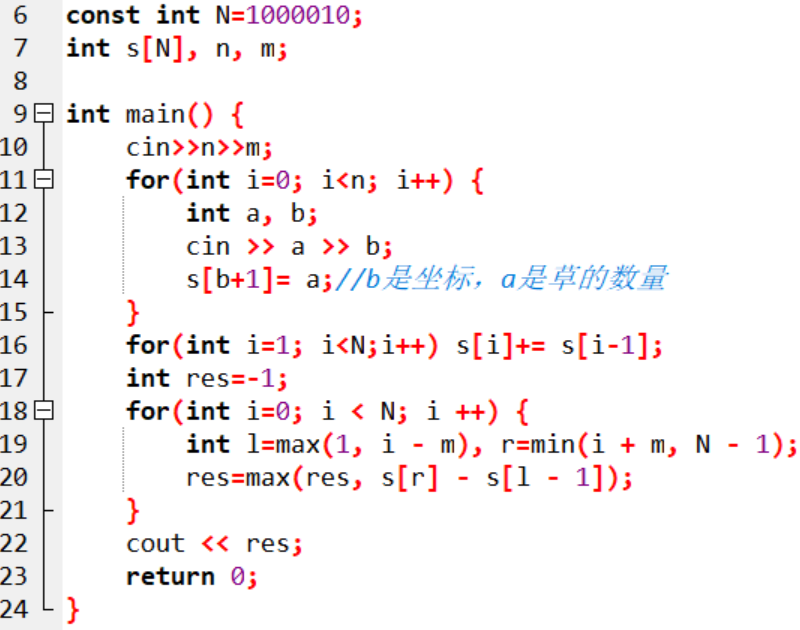 6 const int N=1000010;
7 int s[N], n, m;
8
9 int main() {
10     cin>>n>>m;
11     for(int i=0; i<n; i++) {
12         int a, b;
13         cin >> a >> b;
14         s[b+1]= a;//b是坐标，a是草的数量
15     }
16     for(int i=1; i<N;i++) s[i]+= s[i-1];
17     int res=-1;
18     for(int i=0; i < N; i ++) {
19         int l=max(1, i - m), r=min(i + m, N - 1);
20         res=max(res, s[r] - s[l - 1]);
21     }
22     cout << res;
23     return 0;
24 }